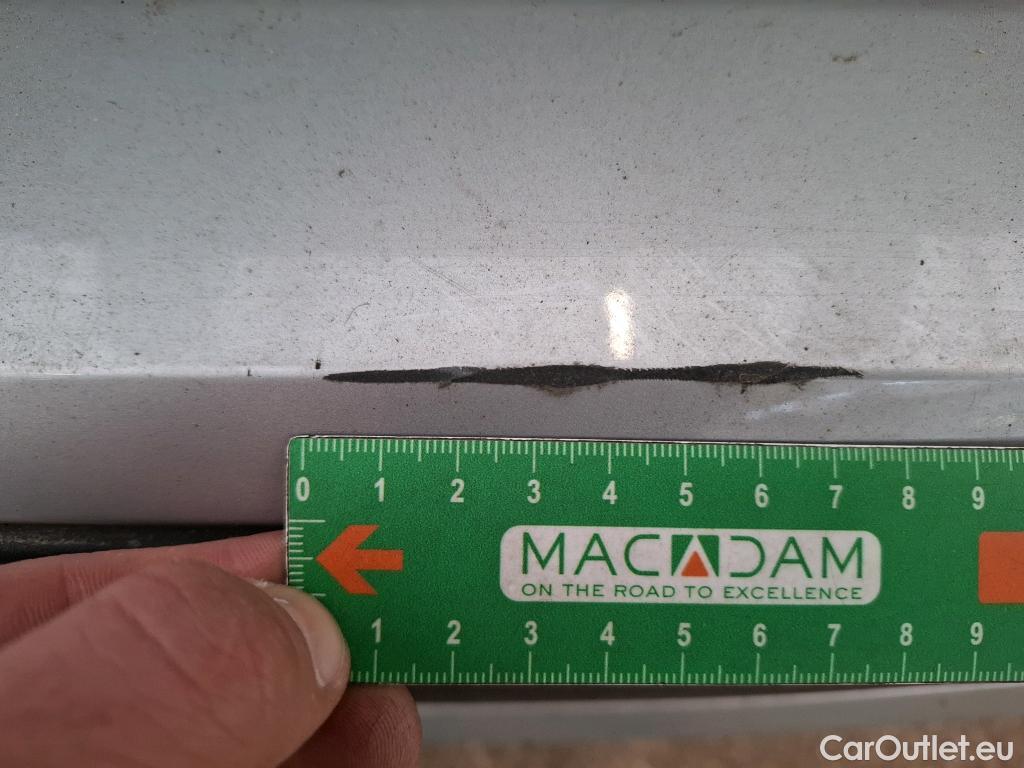 0 1 2 3 4 5 6 7 8 9
MACADAM
ON THE ROAD TO EXCELLENCE
1 2 3 4 5 6 7 8 9
CarOutlet.eu